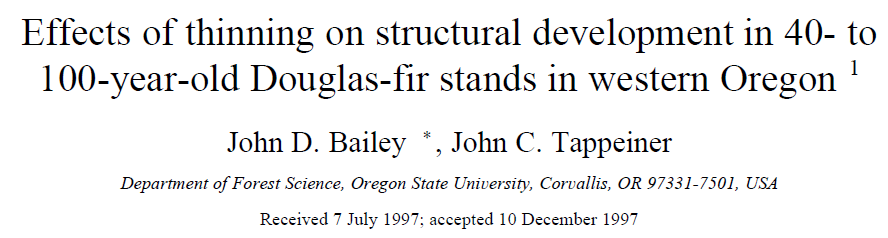 Effects of thinning on structural development in 40- to
100-year-old Douglas-fir stands in western Oregon 1
John D. Bailey *, John C. Tappeiner
Department of Forest Science, Oregon State University, Corvallis, OR 97331-7501, USA
Received 7 July 1997; accepted 10 December 1997